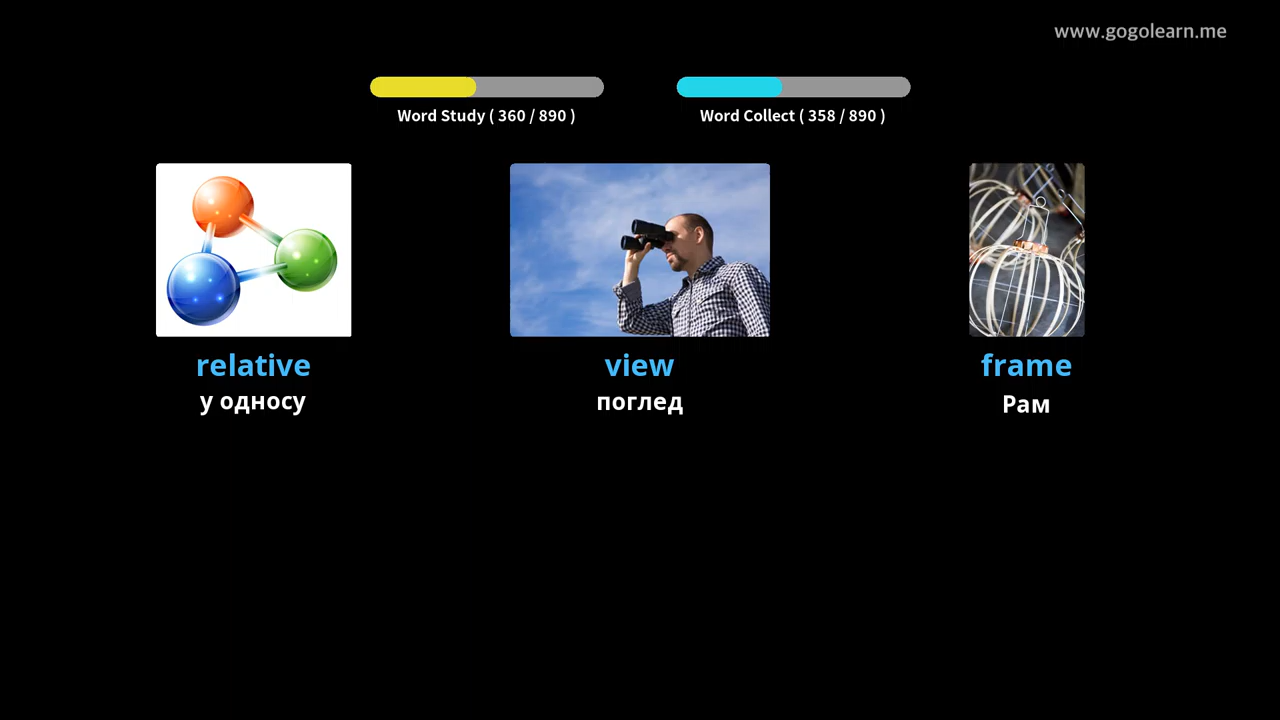 www.gogolearn.me
Word Study ( 360 / 890 )
Word Collect ( 358 / 890 )
relative
у односу
view
поглед
frame
Рам